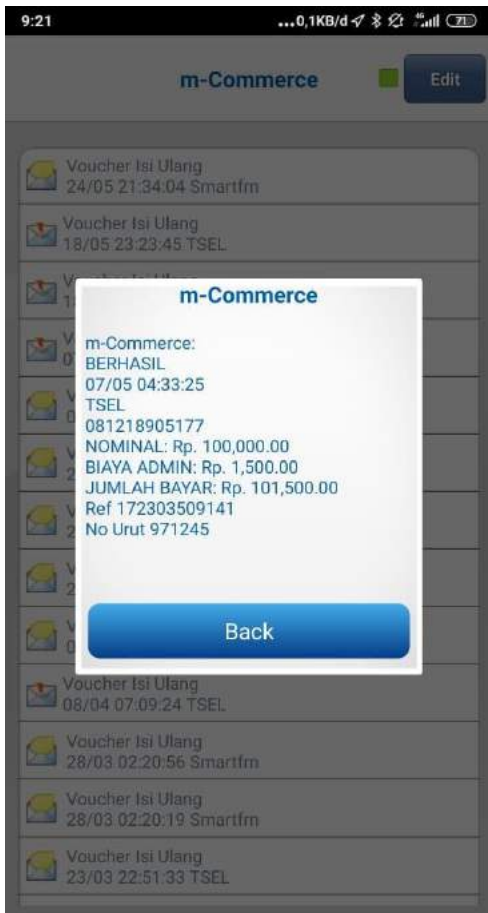 9:21
...0,1KB/d
4G
71
m-Commerce
Edit
Voucher Isi Ulang
24/05 21:34:04 Smartfrn
Voucher Isi Ulang
18/05 23:23:45 TSEL
m-Commerce
m-Commerce:
BERHASIL
07/05 04:33:25
TSEL
081218905177
NOMINAL: Rp. 100,000.00
BIAYA ADMIN: Rp. 1,500.00
JUMLAH BAYAR: Rp. 101,500.00
Ref 172303509141
No Urut 971245
Back
Voucher Isi Ulang
08/04 07:09:24 TSEL
Voucher Isi Ulang
28/03 02:20:56 Smartfrn
Voucher Isi Ulang
28/03 02:20:19 Smartfrn
Voucher Isi Ulang
23/03 22:51:33 TSEL